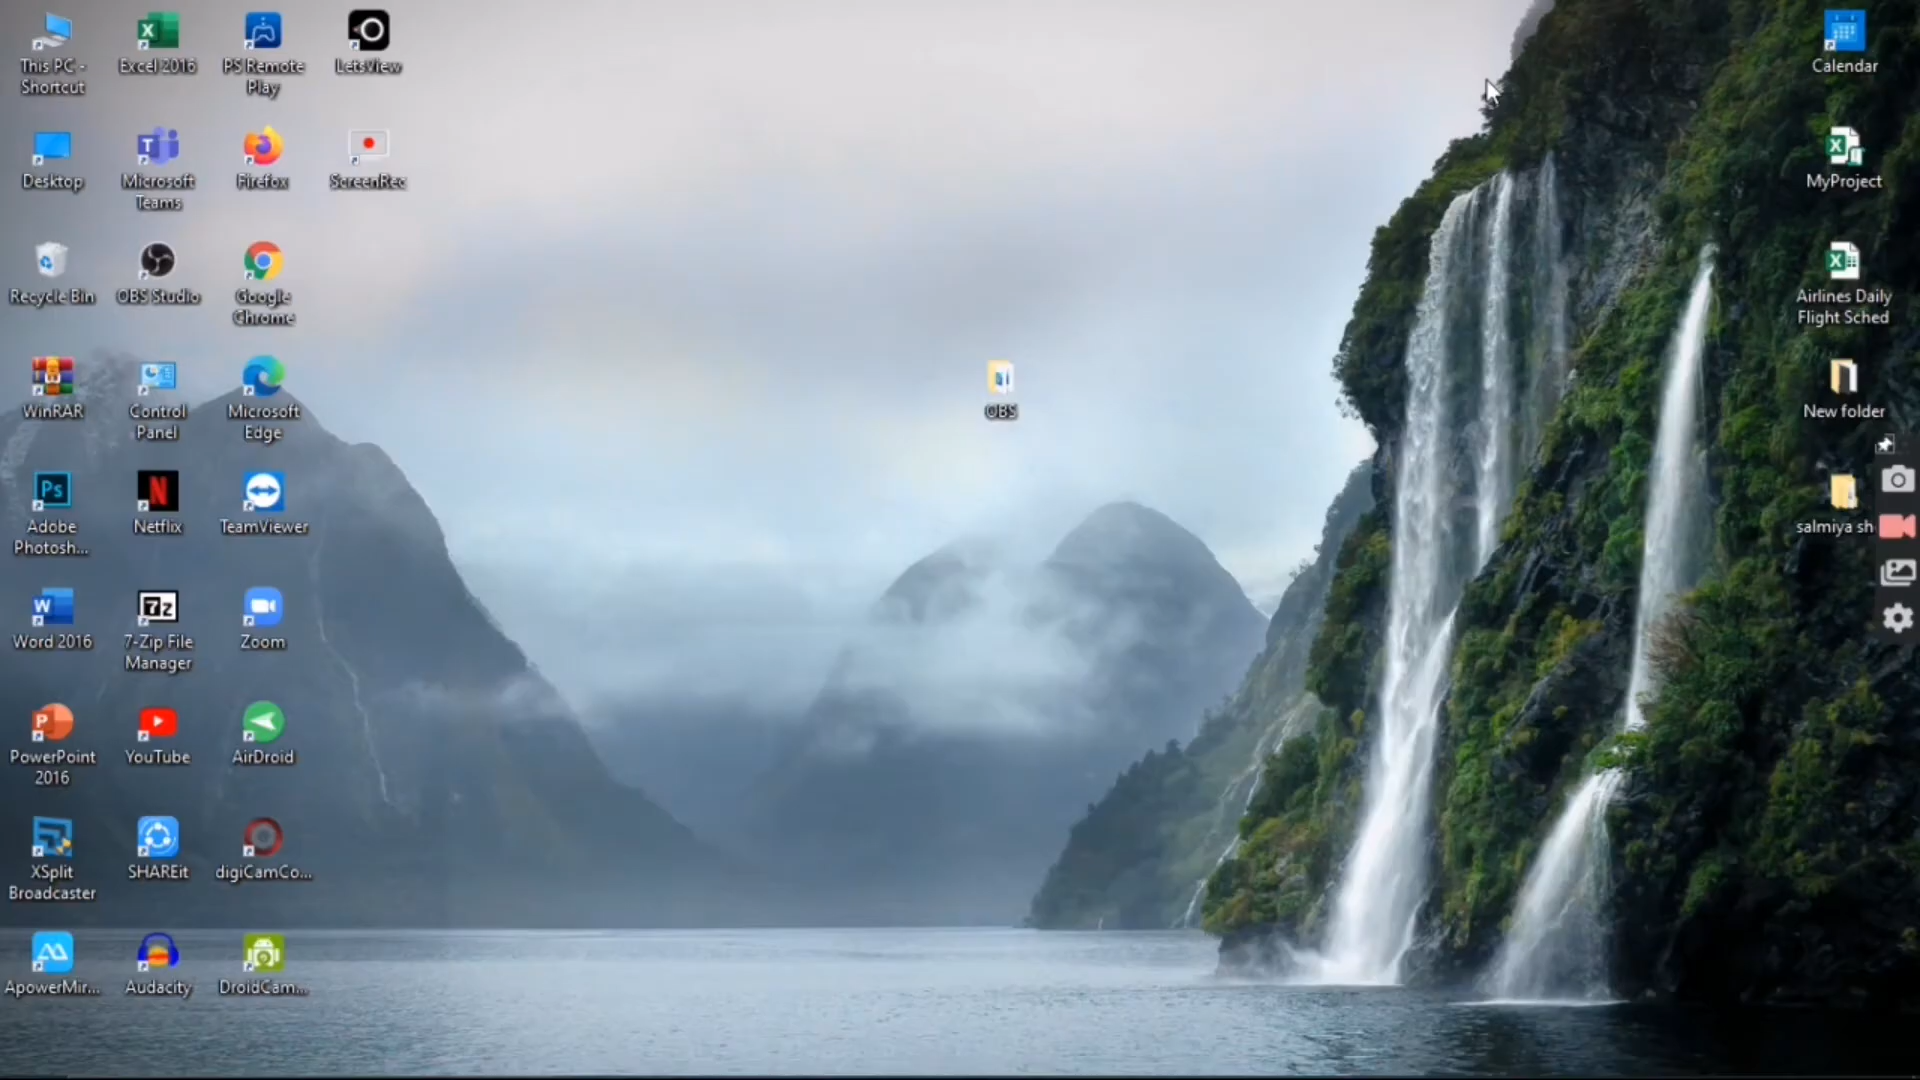 This PC -
Shortcut
Excel 2016
PS Remote
Play
LetsView
Calendar
Desktop
Microsoft
Teams
Firefox
ScreenRec
MyProject
Recycle Bin
OBS Studio
Google
Chrome
Airlines Daily
Flight Sched
WinRAR
Control
Panel
Microsoft
Edge
OBS
New folder
Ps
Adobe
Photosh...
Netflix
TeamViewer
salmiya sh
Word 2016
7z
7-Zip File
Manager
Zoom
PowerPoint
2016
YouTube
AirDroid
XSplit
Broadcaster
SHAREit
digiCamCo...
ApowerMir...
Audacity
DroidCam...